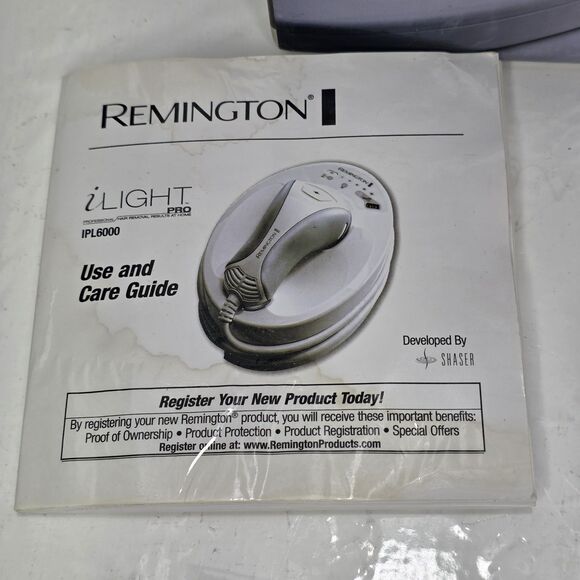 REMINGTON®
iLIGHT
PRO
PROFESSIONAL HAIR REMOVAL RESULTS AT HOME
IPL6000
REMINGTON
REMINGTON
Use and
Care Guide
Developed By
SHASER
Register Your New Product Today!
By registering your new Remington® product, you will receive these important benefits:
Proof of Ownership • Product Protection • Product Registration • Special Offers
Register online at: www.RemingtonProducts.com